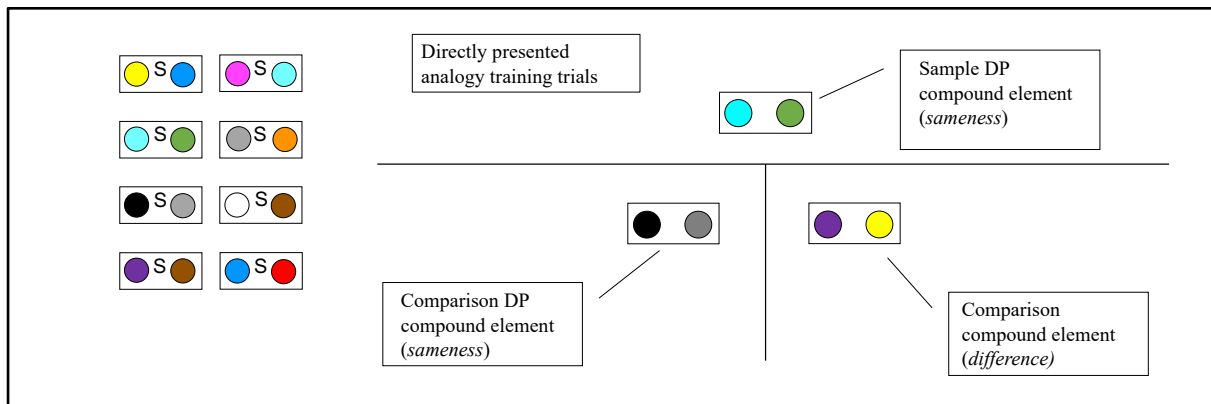 S S
S S
S S
S S
Directly presented
analogy training trials
Sample DP
compound element
(sameness)
Comparison DP
compound element
(sameness)
Comparison
compound element
(difference)